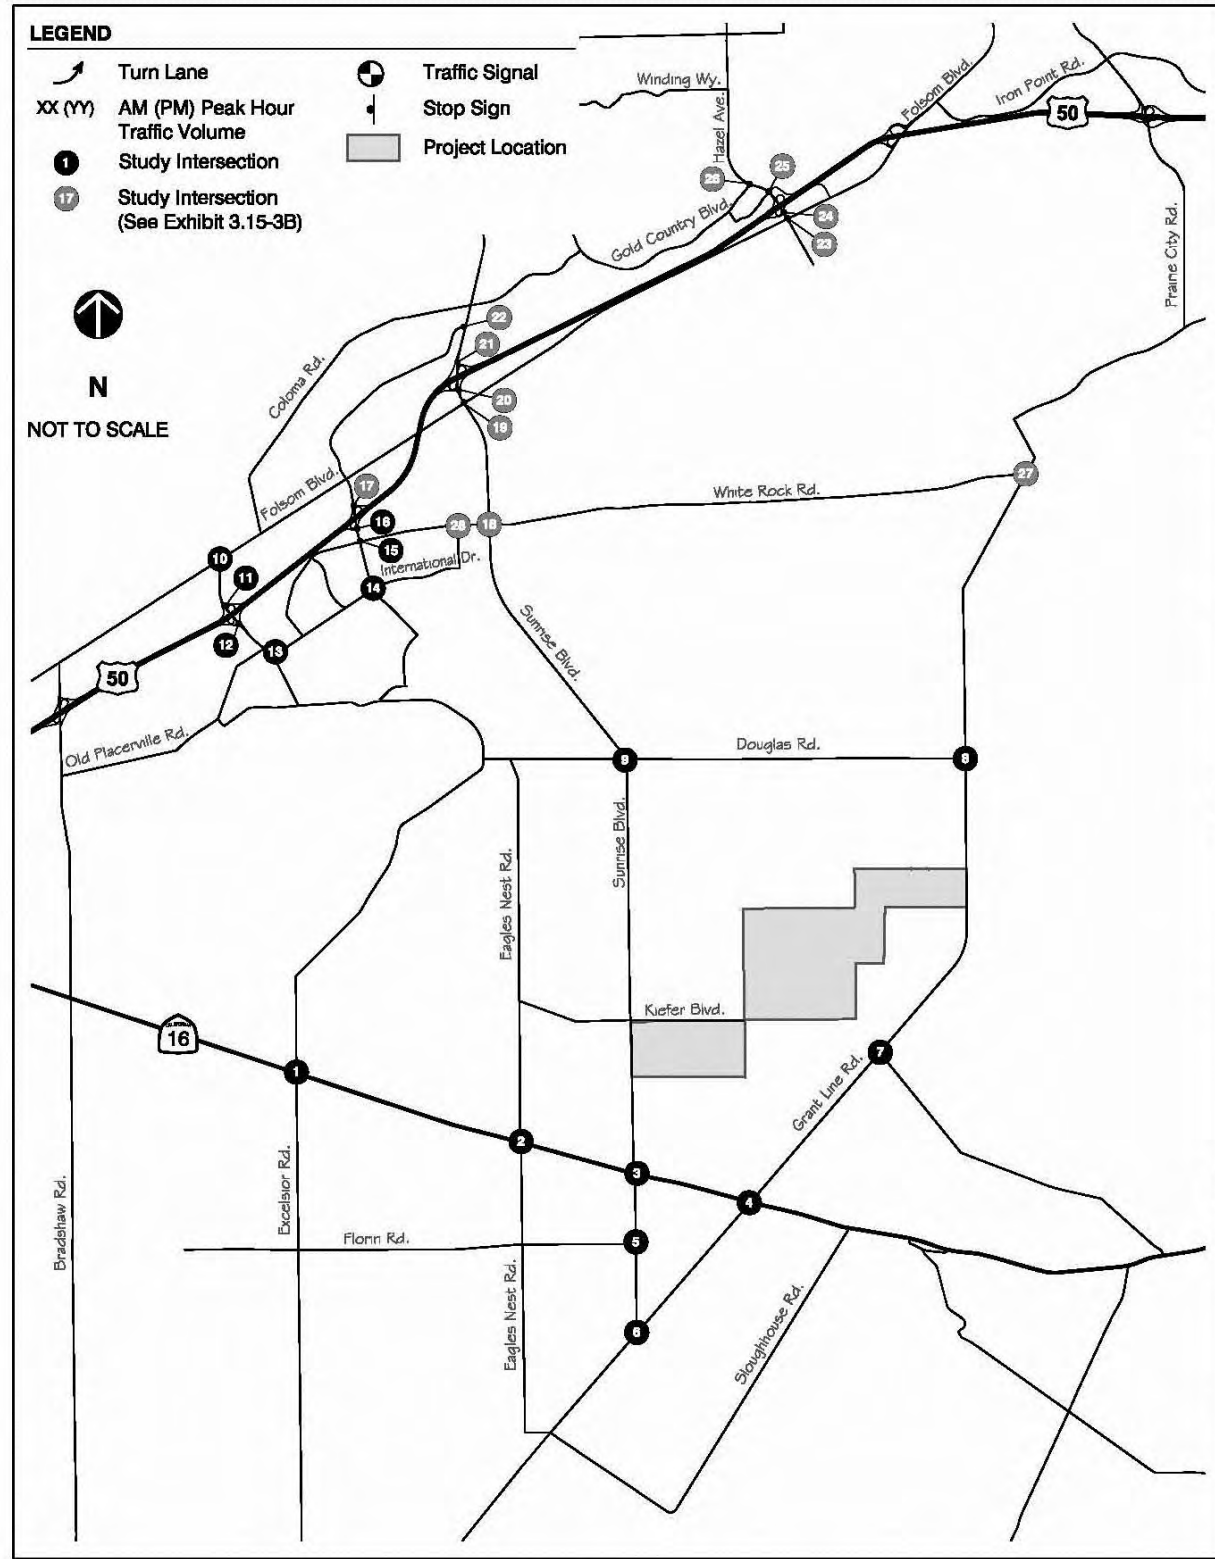 LEGEND
Turn Lane
XX (YY) AM (PM) Peak Hour
Traffic Volume
1 Study Intersection
17 Study Intersection
(See Exhibit 3.15-3B)
Traffic Signal
Stop Sign
Project Location
N
NOT TO SCALE
Winding Wy.
Hazel Ave.
Folsom Blvd.
Iron Point Rd.
50
Prairie City Rd.
25
26
24
23
Gold Country Blvd.
22
21
20
19
Coloma Rd.
Folsom Blvd.
17
16
15
White Rock Rd.
27
28
18
International Dr.
10
11
14
12
13
50
Sunrise Blvd.
Old Placerville Rd.
Douglas Rd.
9
8
Eagles Nest Rd.
Sunrise Blvd.
Kiefer Blvd.
CALIFORNIA
16
1
7
Grant Line Rd.
2
3
4
Bradshaw Rd.
Excelsior Rd.
Florin Rd.
5
Eagles Nest Rd.
6
Sloughhouse Rd.